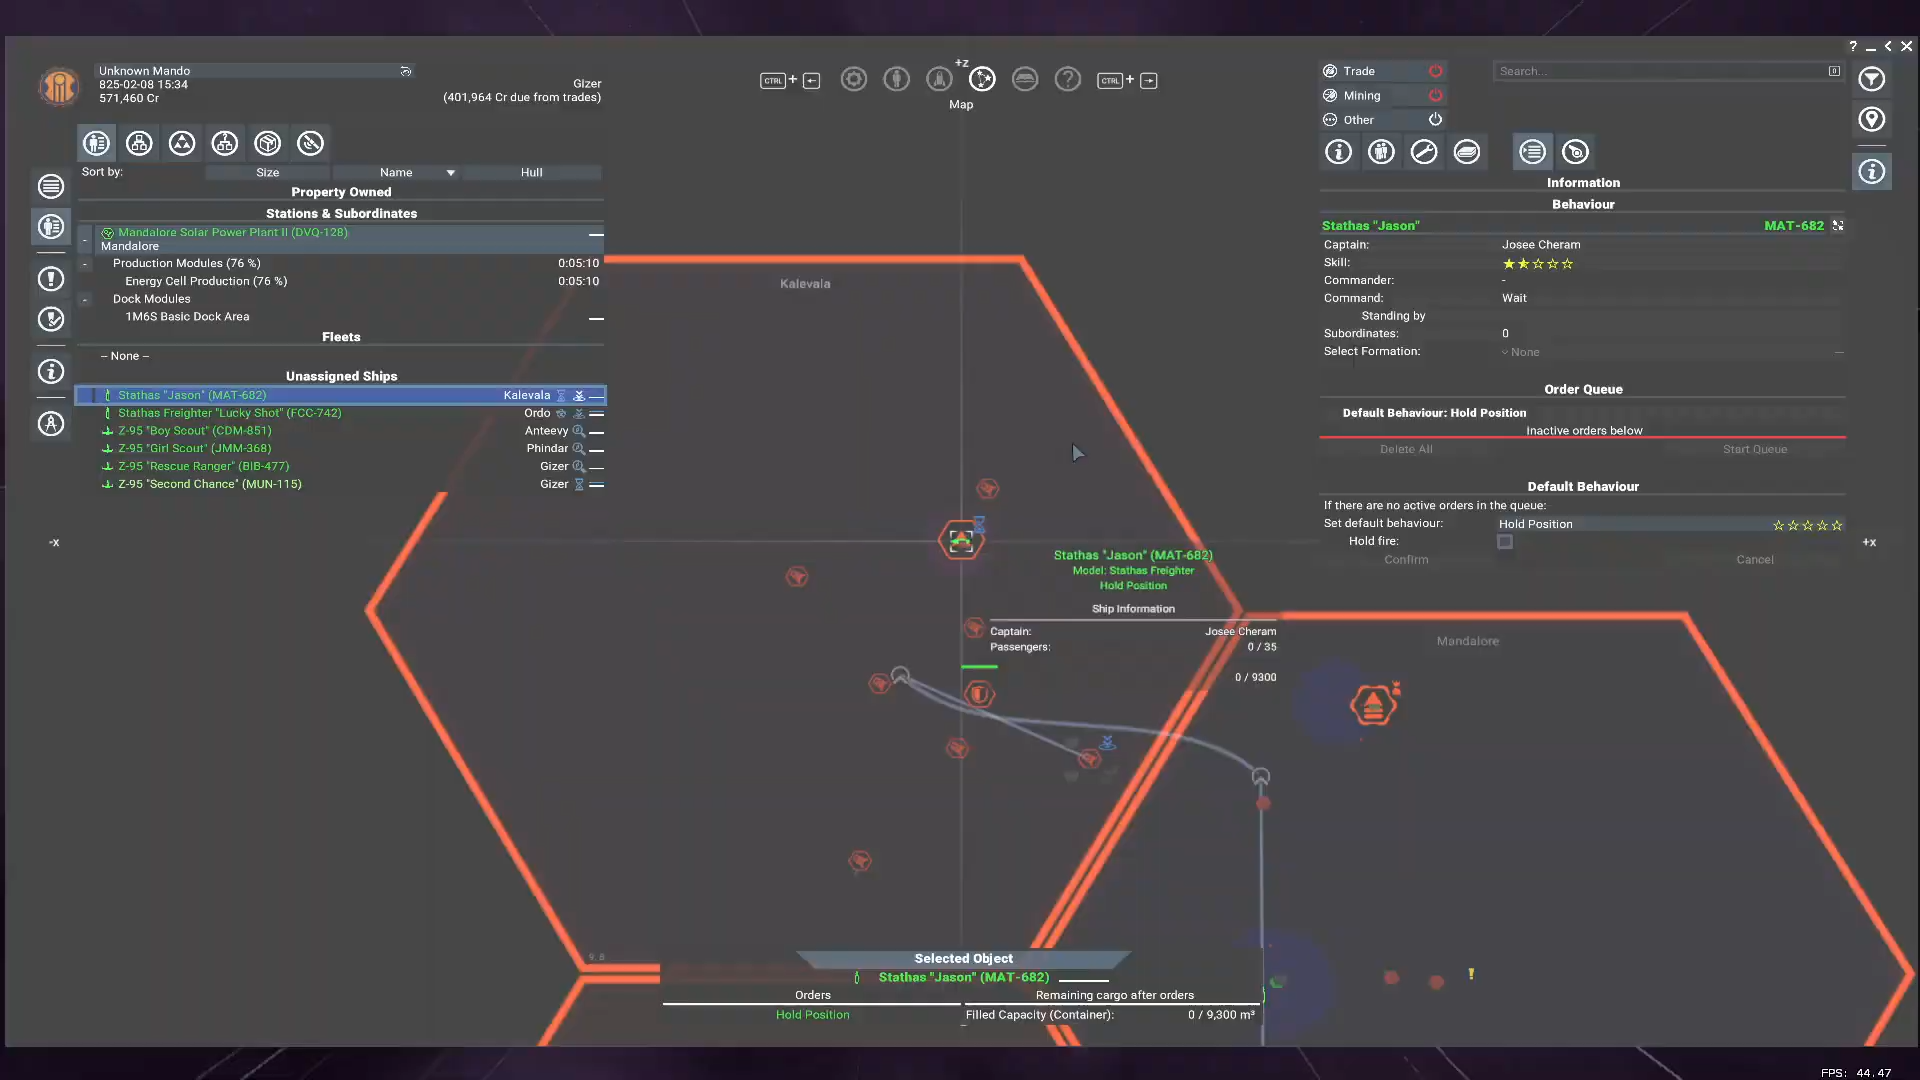 Unknown Mando
825-02-08 15:34
571,460 Cr
Gizer
(401,964 Cr due from trades)
CTRL +
+z
CTRL +
Map
Trade
Mining
Other
Search...
Sort by:
Size
Name
Hull
Property Owned
Stations & Subordinates
- Mandalore Solar Power Plant II (DVQ-128)
Mandalore
- Production Modules (76 %) 0:05:10
Energy Cell Production (76 %) 0:05:10
- Dock Modules
1M6S Basic Dock Area
Fleets
-- None --
Unassigned Ships
Stathas "Jason" (MAT-682) Kalevala
Stathas Freighter "Lucky Shot" (FCC-742) Ordo
Z-95 "Boy Scout" (CDM-851) Anteevy
Z-95 "Girl Scout" (JMM-368) Phindar
Z-95 "Rescue Ranger" (BIB-477) Gizer
Z-95 "Second Chance" (MUN-115) Gizer
-x
+x
Kalevala
Mandalore
Stathas "Jason" (MAT-682)
Model: Stathas Freighter
Hold Position
Ship Information
Captain: Josee Cheram
Passengers: 0 / 35
0 / 9300
Information
Behaviour
Stathas "Jason" MAT-682
Captain: Josee Cheram
Skill:
Commander: -
Command: Wait
Standing by
Subordinates: 0
Select Formation: None
Order Queue
Default Behaviour: Hold Position
Inactive orders below
Delete All Start Queue
Default Behaviour
If there are no active orders in the queue:
Set default behaviour: Hold Position
Hold fire:
Confirm Cancel
Selected Object
Stathas "Jason" (MAT-682)
Orders Remaining cargo after orders
Hold Position Filled Capacity (Container): 0 / 9,300 m³
FPS: 44.47